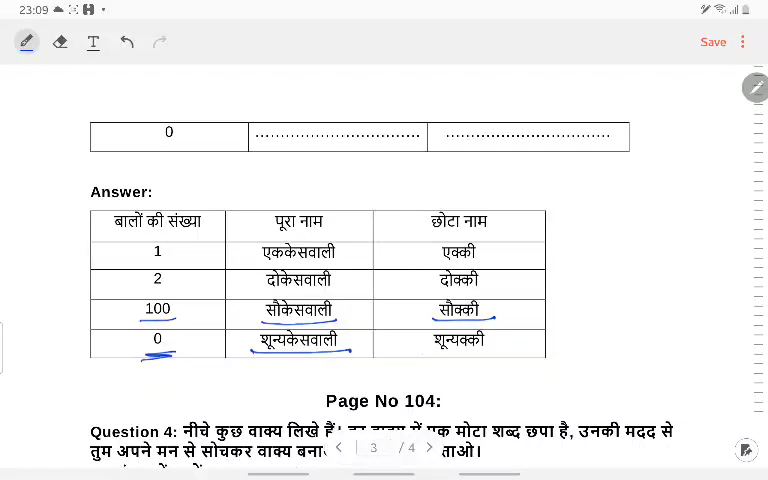 23:09
Save
0 ................................. .................................
Answer:
बालों की संख्या पूरा नाम छोटा नाम
1 एककेसवाली एक्की
2 दोकेसवाली दोक्की
100 सौकेसवाली सौक्की
0 शून्यकेसवाली शून्यक्की
Page No 104:
Question 4: नीचे कुछ वाक्य लिखे हैं। एक मोटा शब्द छपा है, उनकी मदद से
तुम अपने मन से सोचकर वाक्य
3 / 4